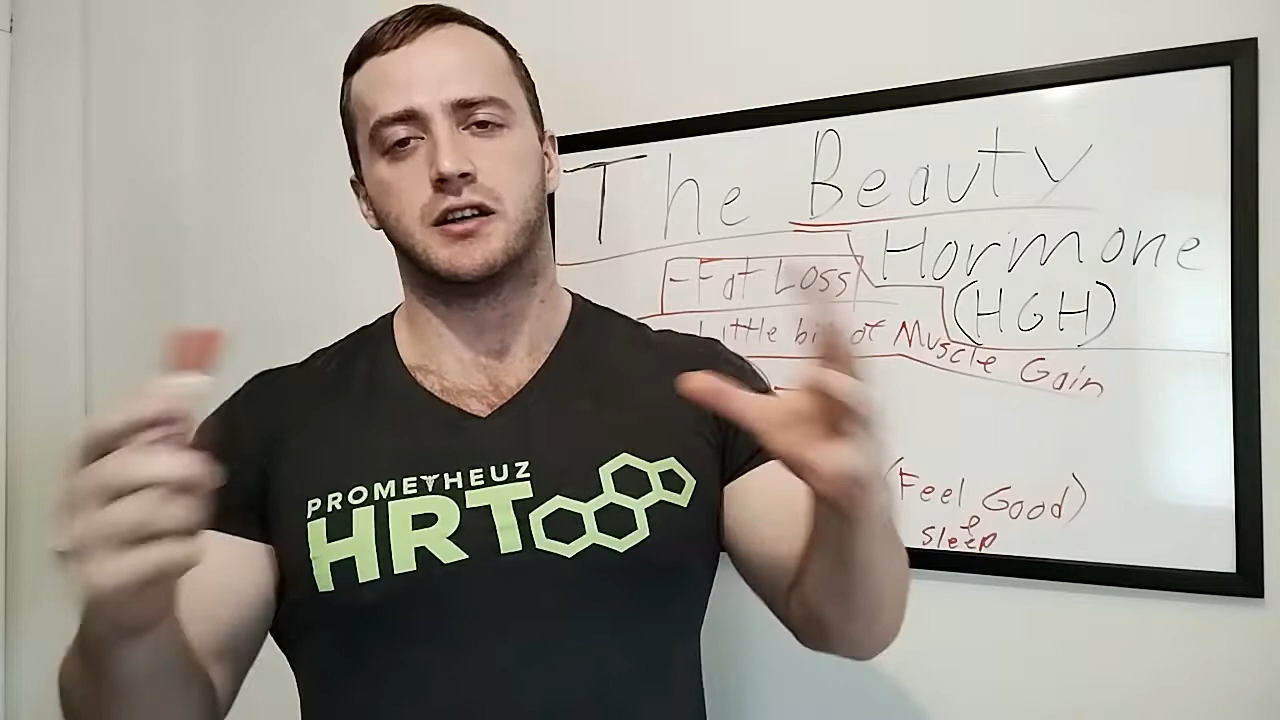 The Beauty
Hormone
(HGH)
-Fat Loss
Little bit of Muscle Gain
(Feel Good)
& Sleep
PROMETHEUZ
HRT